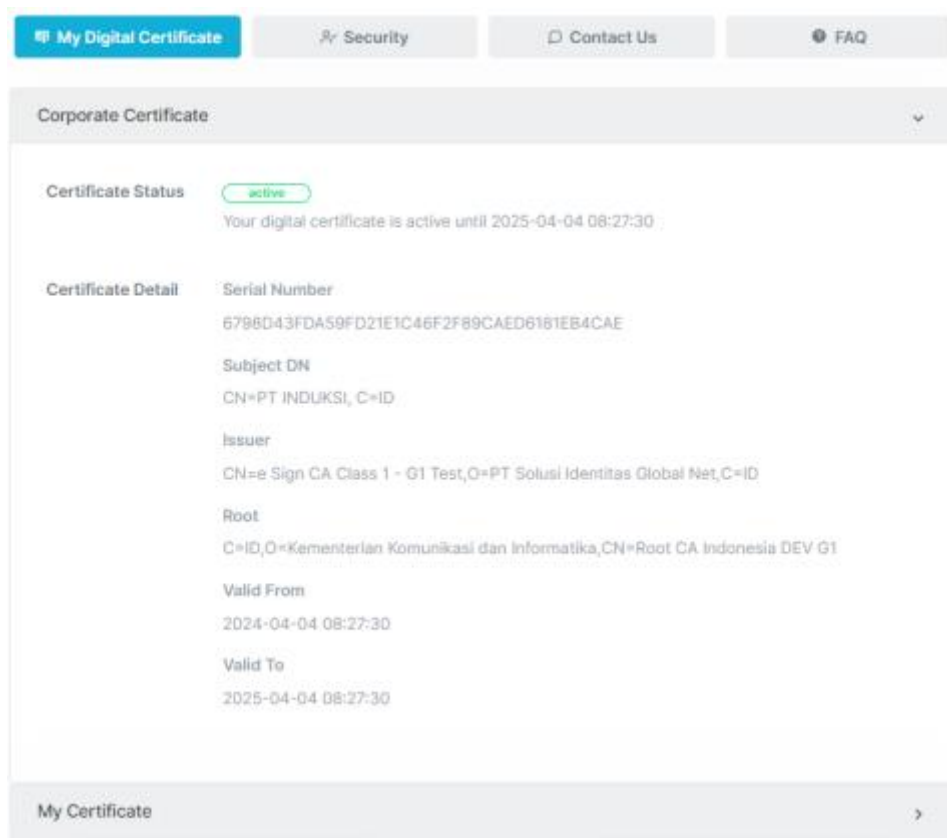 My Digital Certificate
Security
Contact Us
FAQ
Corporate Certificate
Certificate Status
active
Your digital certificate is active until 2025-04-04 08:27:30
Certificate Detail
Serial Number
6798D43FDA59FD21E1C46F2F89CAED6181EB4CAE
Subject DN
CN=PT INDUKSI, C=ID
Issuer
CN=e Sign CA Class 1 - G1 Test,O=PT Solusi Identitas Global Net,C=ID
Root
C=ID,O=Kementerian Komunikasi dan Informatika,CN=Root CA Indonesia DEV G1
Valid From
2024-04-04 08:27:30
Valid To
2025-04-04 08:27:30
My Certificate